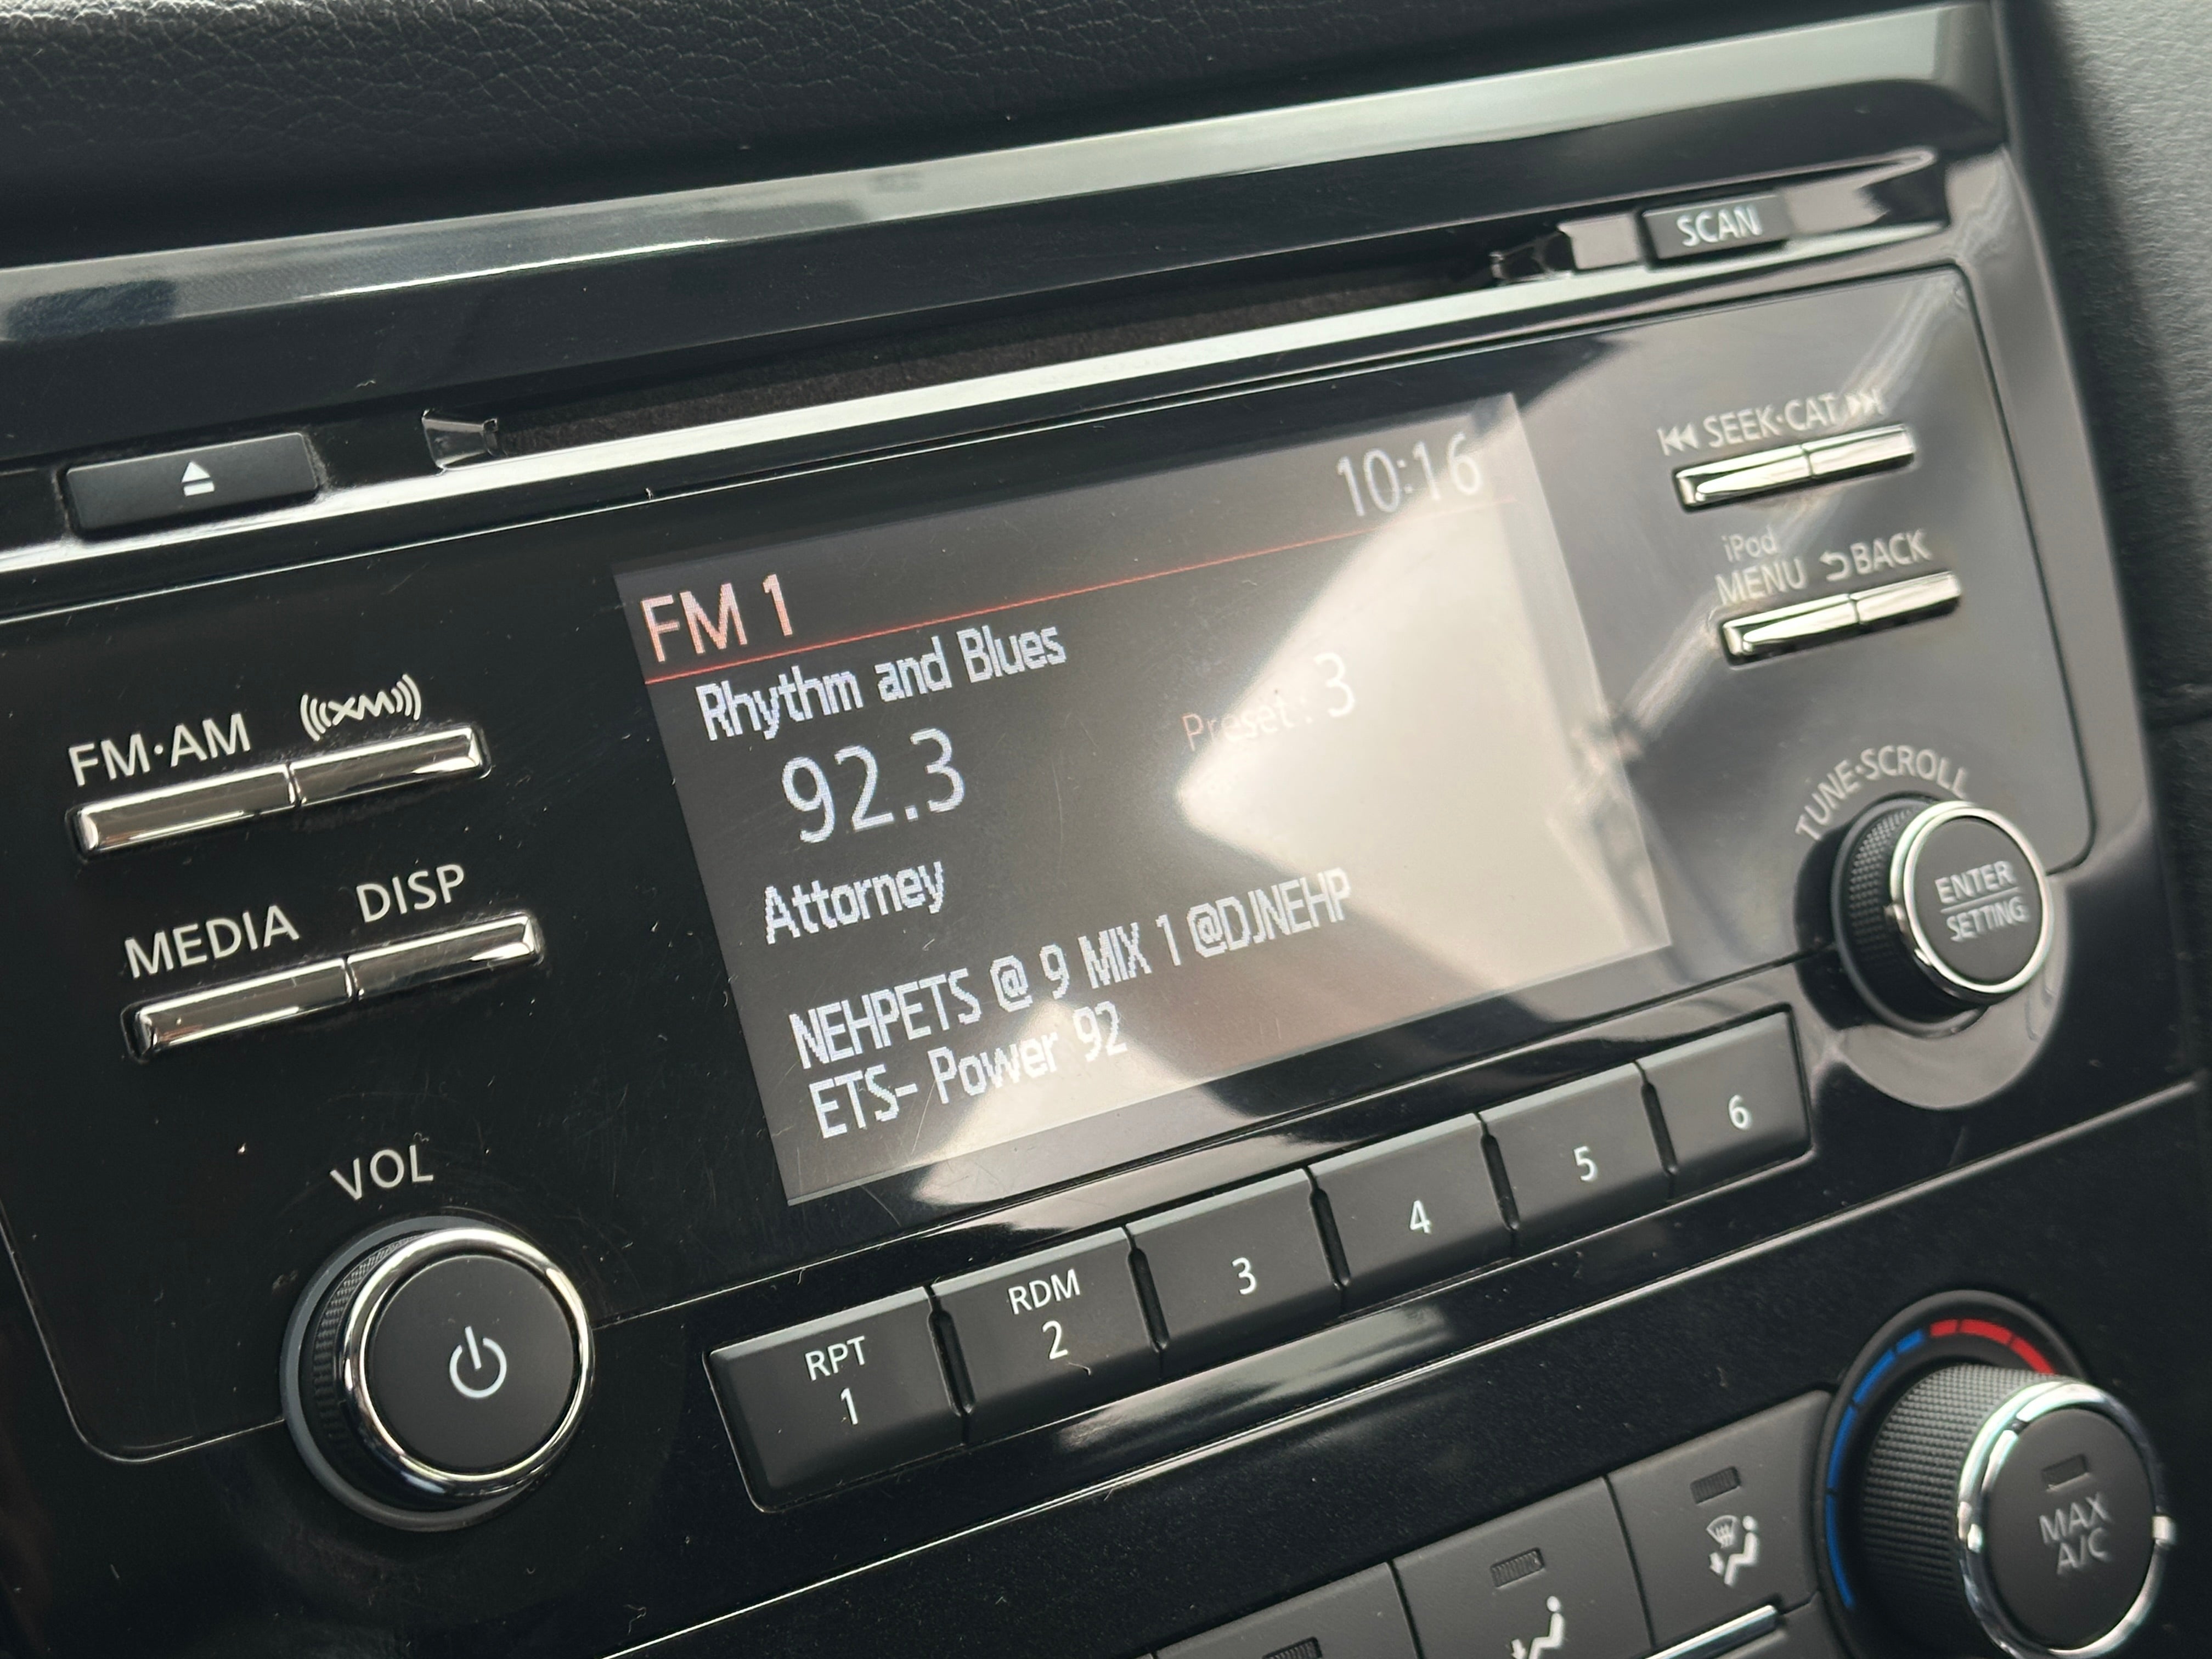 SCAN
SEEK·CAT
10:16
iPod
MENU BACK
FM 1
Rhythm and Blues
Preset : 3
92.3
FM·AM
XM
TUNE·SCROLL
Attorney
ENTER
SETTING
MEDIA DISP
NEHPETS @ 9 MIX 1 @DJNEHP
ETS- Power 92
VOL
RPT
1
RDM
2
3
4
5
6
MAX
A/C